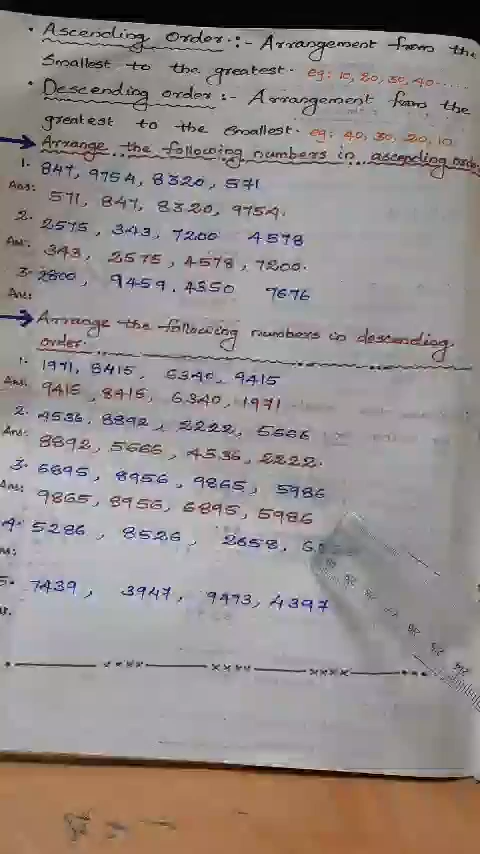 • Ascending Order :- Arrangement from the
Smallest to the greatest. eg: 10, 20, 30, 40.....
• Descending order :- Arrangement from the
greatest to the smallest. eg: 40, 30, 20, 10
Arrange the following numbers in ascending order
1. 847, 9754, 8320, 571
Ans: 571, 847, 8320, 9754.
2. 2575, 343, 7200 4578
Ans: 343, 2575, 4578, 7200.
3. 2800, 9459, 4350 7676
Ans:
Arrange the following numbers in descending
order.
1. 1971, 8415, 6340, 9415
Ans: 9415, 8415, 6340, 1971
2. 4536, 8892, 2222, 5666
Ans: 8892, 5666, 4536, 2222.
3. 6895, 8956, 9865, 5986
Ans: 9865, 8956, 6895, 5986
4. 5286, 8526, 2658,
5. 7439, 3947, 9473, 4397